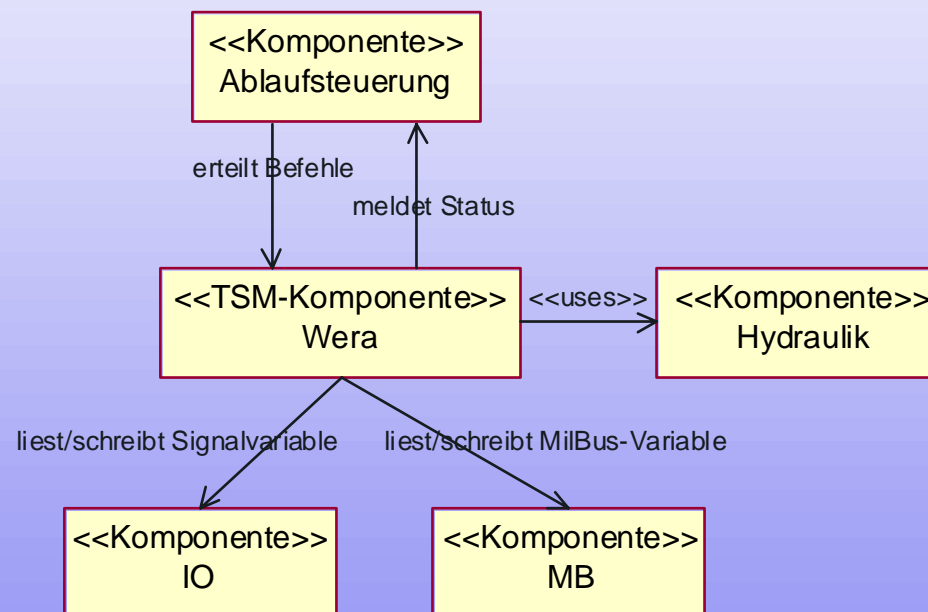 <<Komponente>>
Ablaufsteuerung
erteilt Befehle
meldet Status
<<TSM-Komponente>>
Wera
<<uses>>
<<Komponente>>
Hydraulik
liest/schreibt Signalvariable
liest/schreibt MilBus-Variable
<<Komponente>>
IO
<<Komponente>>
MB